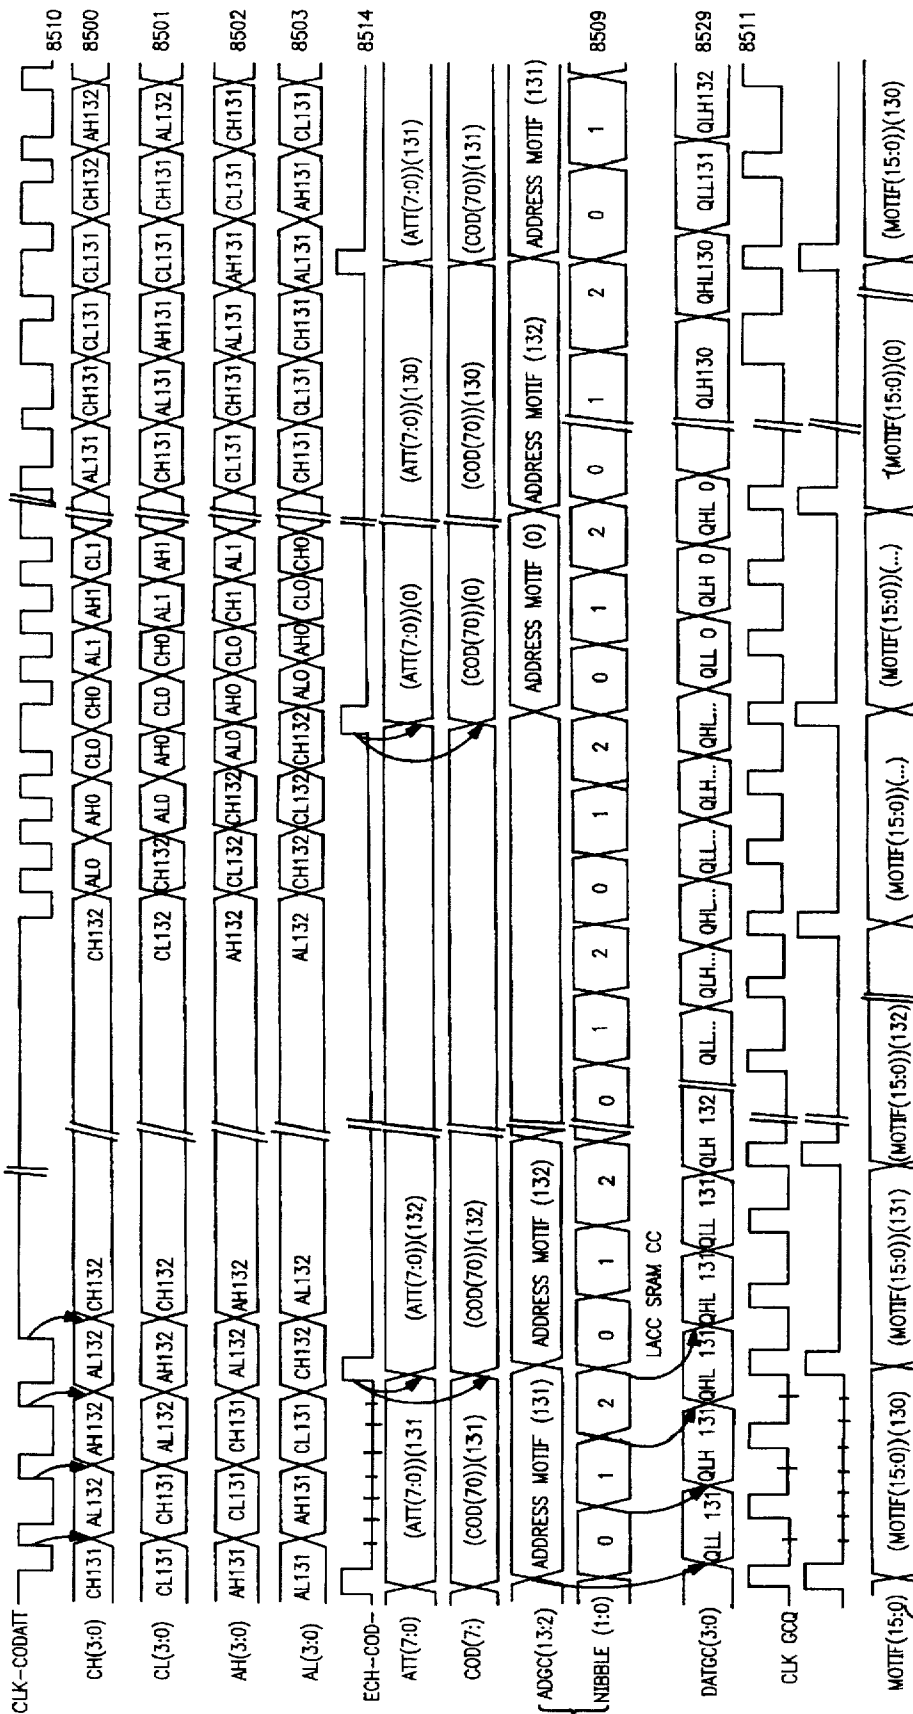 CLK-CODATT 8510
CH(3:0) CH131 AL132 AH132 AL132 CH132 CH132 AL0 AH0 CL0 CH0 AL1 AH1 CL1 AL131 CH131 CL131 CL131 CH132 AH132 8500
CL(3:0) CL131 CH131 AL132 AH132 CH132 CL132 CH132 AL0 AH0 CL0 CH0 AL1 AH1 CH131 AL131 AH131 CL131 CH131 AL132 8501
AH(3:0) AH131 CL131 CH131 AL132 AH132 AH132 CL132 CH132 AL0 AH0 CL0 CH1 AL1 CL131 CH131 AL131 AH131 CL131 CH131 8502
AL(3:0) AL131 AH131 CL131 CH132 AL132 AL132 CH132 CL132 CH132 AL0 AH0 CL0 CH0 CH131 CL131 CH131 AL131 AH131 CL131 8503
ECH-COD- 8514
ATT(7:0) (ATT(7:0))(131 (ATT(7:0))(132) (ATT(7:0))(0) (ATT(7:0))(130) (ATT(7:0))(131)
COD(7:) (COD(70))(131) (COD(70))(132) (COD(70))(0) (COD(70))(130) (COD(70))(131)
ADGC(13:2) ADDRESS MOTIF (131) ADDRESS MOTIF (132) ADDRESS MOTIF (0) ADDRESS MOTIF (132) ADDRESS MOTIF (131)
NIBBLE (1:0) 0 1 2 0 1 2 0 1 2 0 1 2 0 1 2 0 1 2 0 1 8509
LACC SRAM CC
DATGC(3:0) QLL 131 QLH 131 QHL 131 QHL 131 QLL 131 QLH 132 QLL... QLH... QHL... QLL... QLH... QHL... QLL 0 QLH 0 QHL 0 QLH130 QHL130 QLL131 QLH132 8529
CLK GCQ 8511
MOTIF(15:0) (MOTIF(15:0))(130) (MOTIF(15:0))(131) (MOTIF(15:0))(132) (MOTIF(15:0))(...) (MOTIF(15:0))(...) (MOTIF(15:0))(0) (MOTIF(15:0))(130)